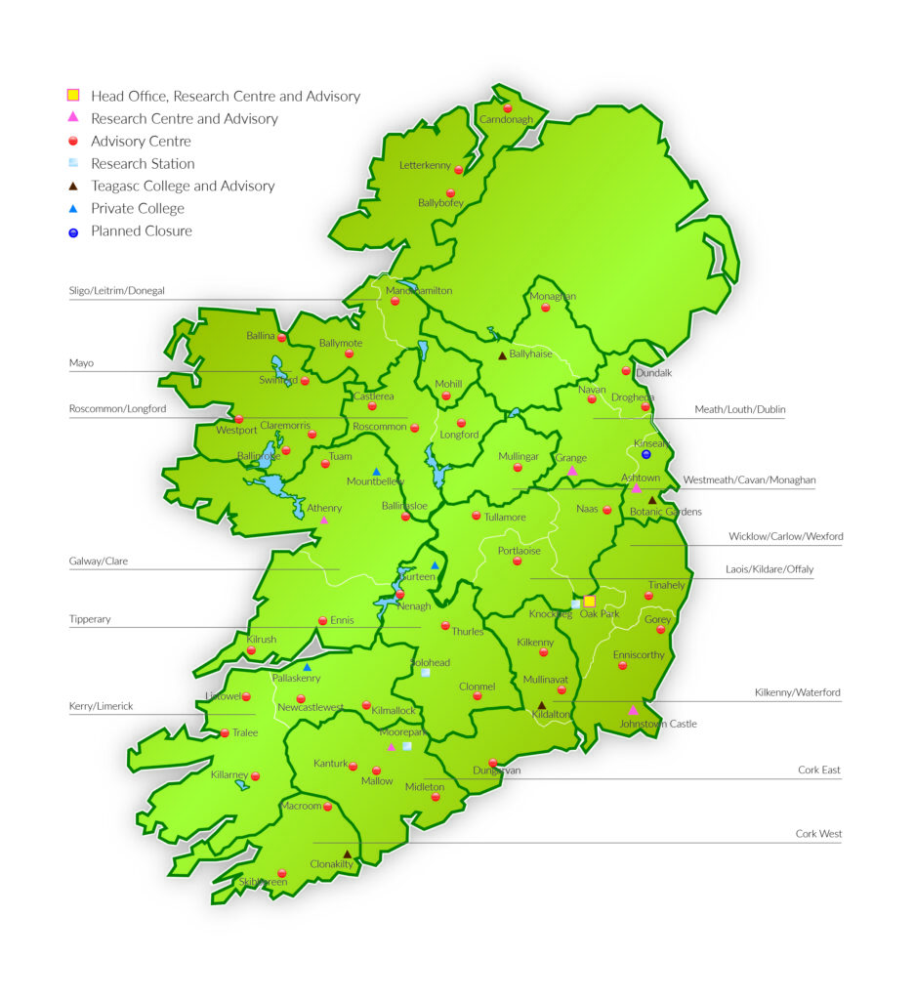 Head Office, Research Centre and Advisory
Research Centre and Advisory
Advisory Centre
Research Station
Teagasc College and Advisory
Private College
Planned Closure
Carndonagh
Letterkenny
Ballybofey
Sligo/Leitrim/Donegal
Manorhamilton
Monaghan
Ballina
Ballymote
Ballyhaise
Mayo
Dundalk
Swinford
Mohill
Navan
Castlerea
Drogheda
Roscommon/Longford
Meath/Louth/Dublin
Westport
Claremorris
Roscommon
Longford
Kinsealy
Ballinrobe
Tuam
Mullingar
Grange
Mountbellew
Ashtown
Westmeath/Cavan/Monaghan
Athenry
Ballinasloe
Tullamore
Naas
Botanic Gardens
Wicklow/Carlow/Wexford
Portlaoise
Galway/Clare
Laois/Kildare/Offaly
Gurteen
Tinahely
Nenagh
Knockbeg
Oak Park
Tipperary
Ennis
Thurles
Gorey
Kilrush
Kilkenny
Enniscorthy
Solohead
Pallaskenry
Mullinavat
Clonmel
Listowel
Newcastlewest
Kilmallock
Kilkenny/Waterford
Kerry/Limerick
Kildalton
Johnstown Castle
Tralee
Moorepark
Kanturk
Mallow
Dungarvan
Cork East
Killarney
Midleton
Macroom
Cork West
Clonakilty
Skibbereen